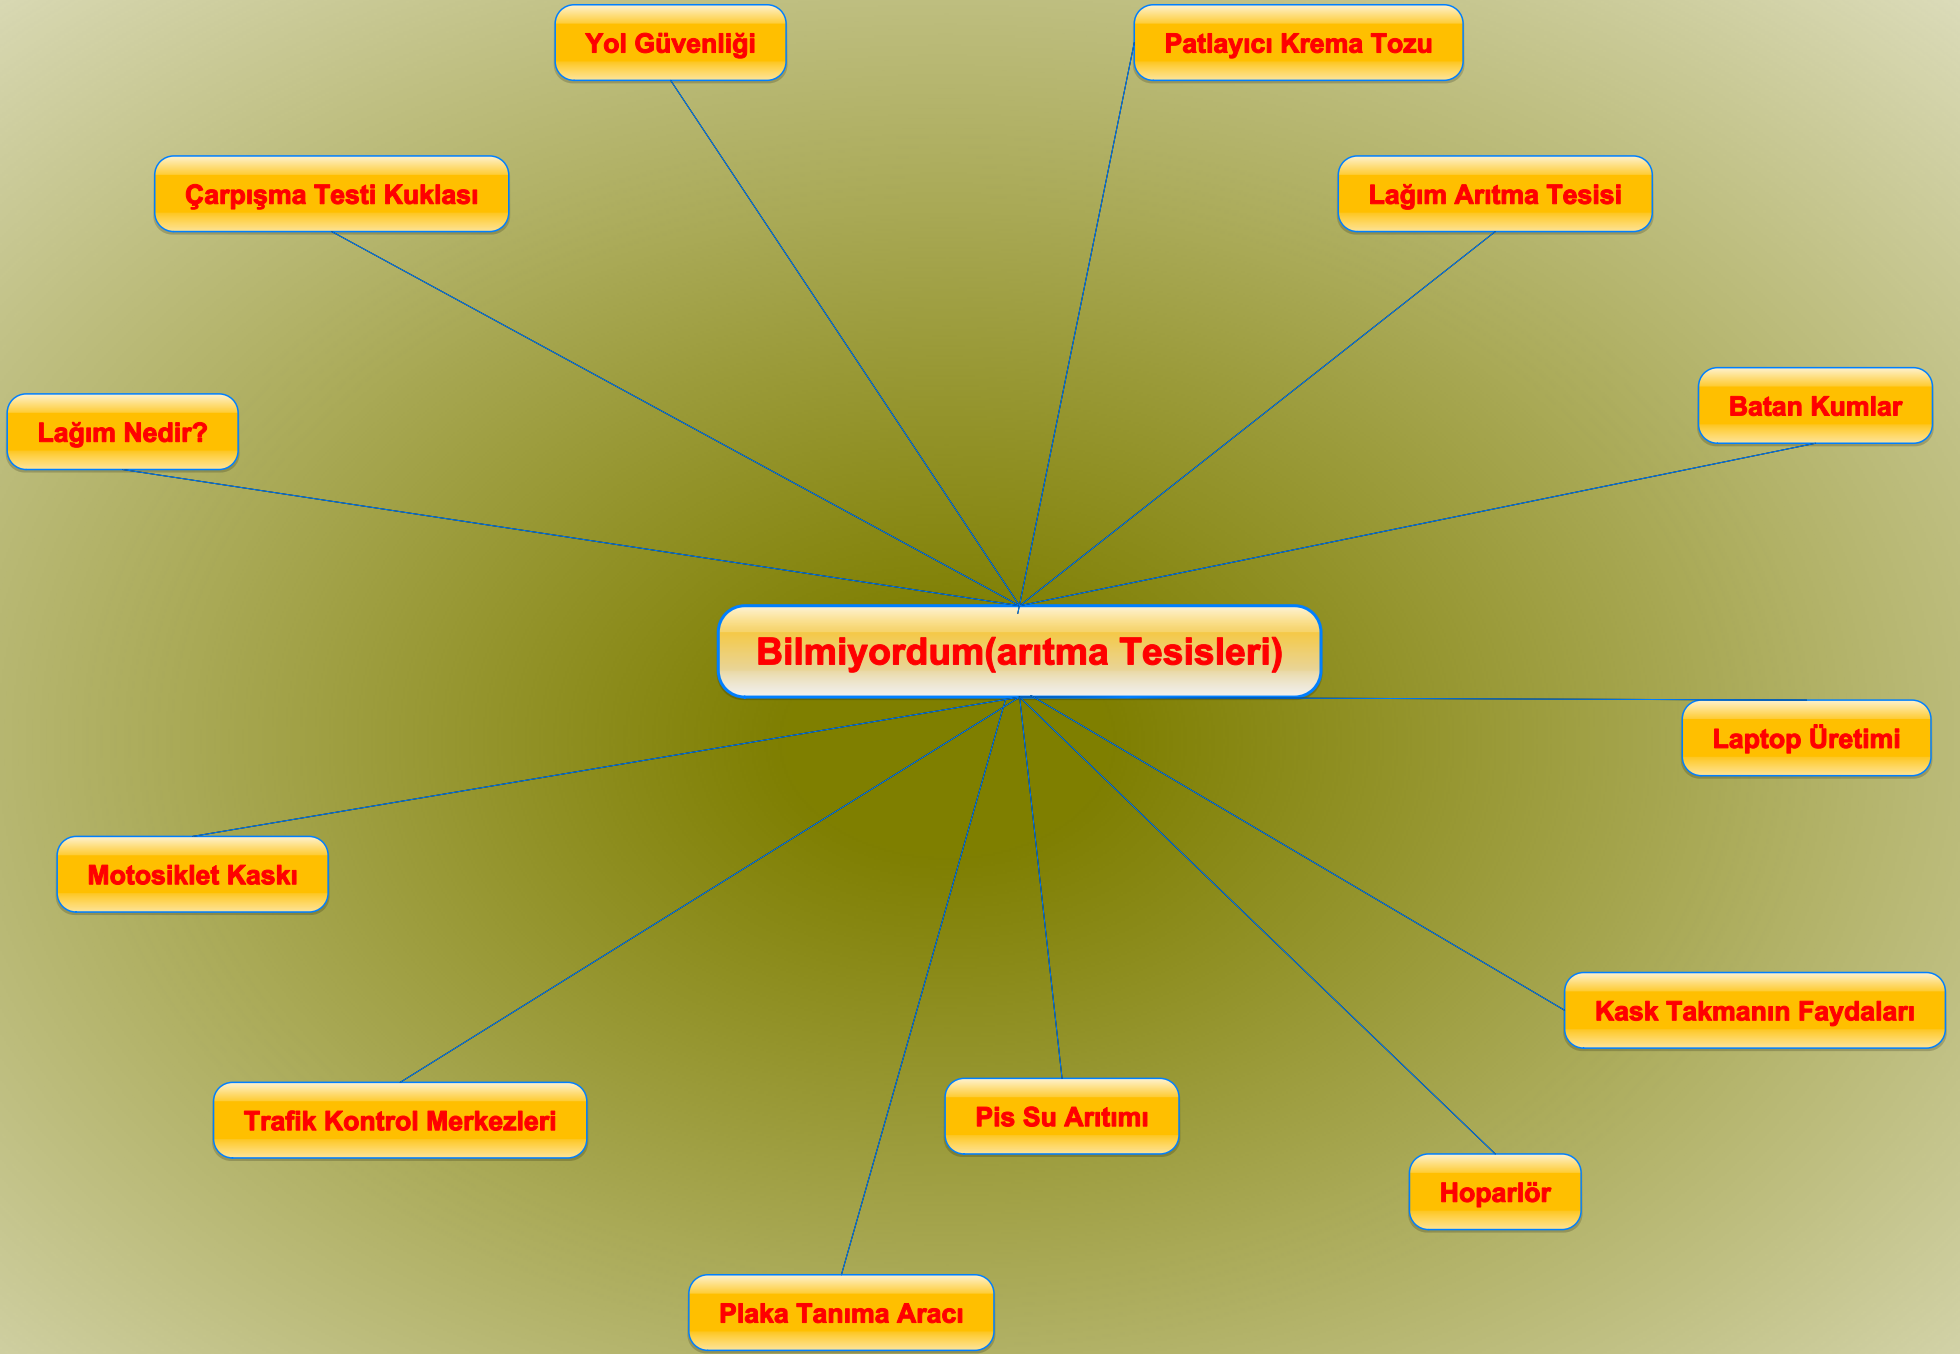 Yol Güvenliği
Patlayıcı Krema Tozu
Çarpışma Testi Kuklası
Lağım Arıtma Tesisi
Batan Kumlar
Lağım Nedir?
Bilmiyordum(arıtma Tesisleri)
Laptop Üretimi
Motosiklet Kaskı
Kask Takmanın Faydaları
Trafik Kontrol Merkezleri
Pis Su Arıtımı
Hoparlör
Plaka Tanıma Aracı